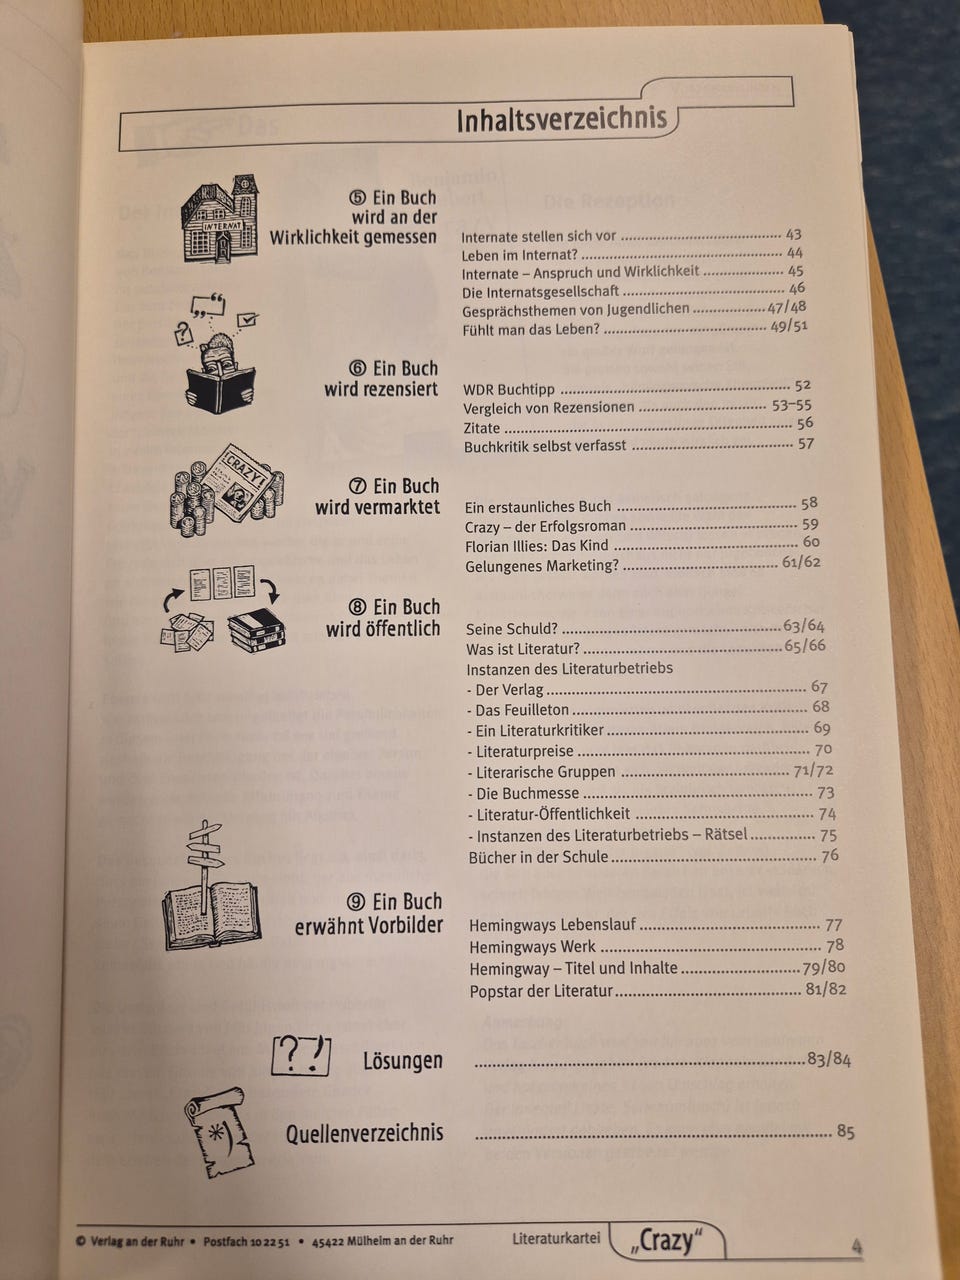 Inhaltsverzeichnis
INTERNAT
⑤ Ein Buch
wird an der
Wirklichkeit gemessen
Internate stellen sich vor ........ 43
Leben im Internat? ........ 44
Internate – Anspruch und Wirklichkeit ........ 45
Die Internatsgesellschaft ........ 46
Gesprächsthemen von Jugendlichen ........ 47/48
Fühlt man das Leben? ........ 49/51
⑥ Ein Buch
wird rezensiert
WDR Buchtipp ........ 52
Vergleich von Rezensionen ........ 53–55
Zitate ........ 56
Buchkritik selbst verfasst ........ 57
CRAZY!
⑦ Ein Buch
wird vermarktet
Ein erstaunliches Buch ........ 58
Crazy – der Erfolgsroman ........ 59
Florian Illies: Das Kind ........ 60
Gelungenes Marketing? ........ 61/62
⑧ Ein Buch
wird öffentlich
Seine Schuld? ........ 63/64
Was ist Literatur? ........ 65/66
Instanzen des Literaturbetriebs
- Der Verlag ........ 67
- Das Feuilleton ........ 68
- Ein Literaturkritiker ........ 69
- Literaturpreise ........ 70
- Literarische Gruppen ........ 71/72
- Die Buchmesse ........ 73
- Literatur-Öffentlichkeit ........ 74
- Instanzen des Literaturbetriebs – Rätsel ........ 75
Bücher in der Schule ........ 76
⑨ Ein Buch
erwähnt Vorbilder
Hemingways Lebenslauf ........ 77
Hemingways Werk ........ 78
Hemingway – Titel und Inhalte ........ 79/80
Popstar der Literatur ........ 81/82
?? !
Lösungen ........ 83/84
Quellenverzeichnis ........ 85
© Verlag an der Ruhr • Postfach 10 22 51 • 45422 Mülheim an der Ruhr
Literaturkartei „Crazy“ 4